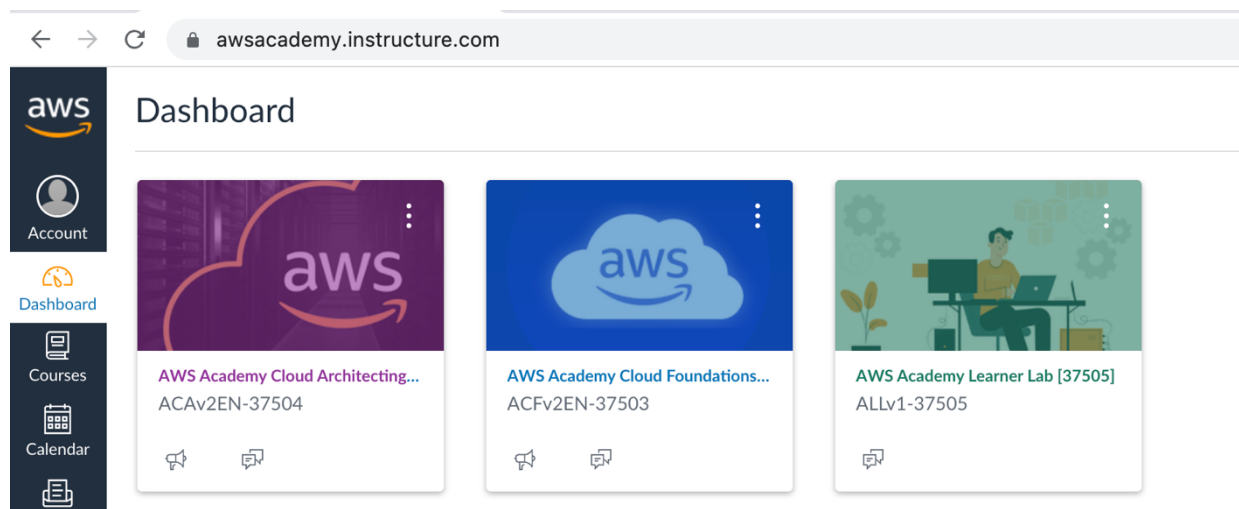 awsacademy.instructure.com
aws
Dashboard
Account
Dashboard
Courses
Calendar
aws
AWS Academy Cloud Architecting...
ACAv2EN-37504
aws
AWS Academy Cloud Foundations...
ACFv2EN-37503
AWS Academy Learner Lab [37505]
ALLv1-37505